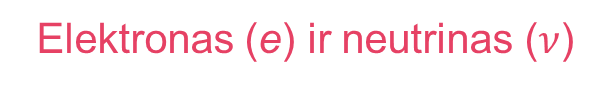 Elektronas (e) ir neutrinas (ν)